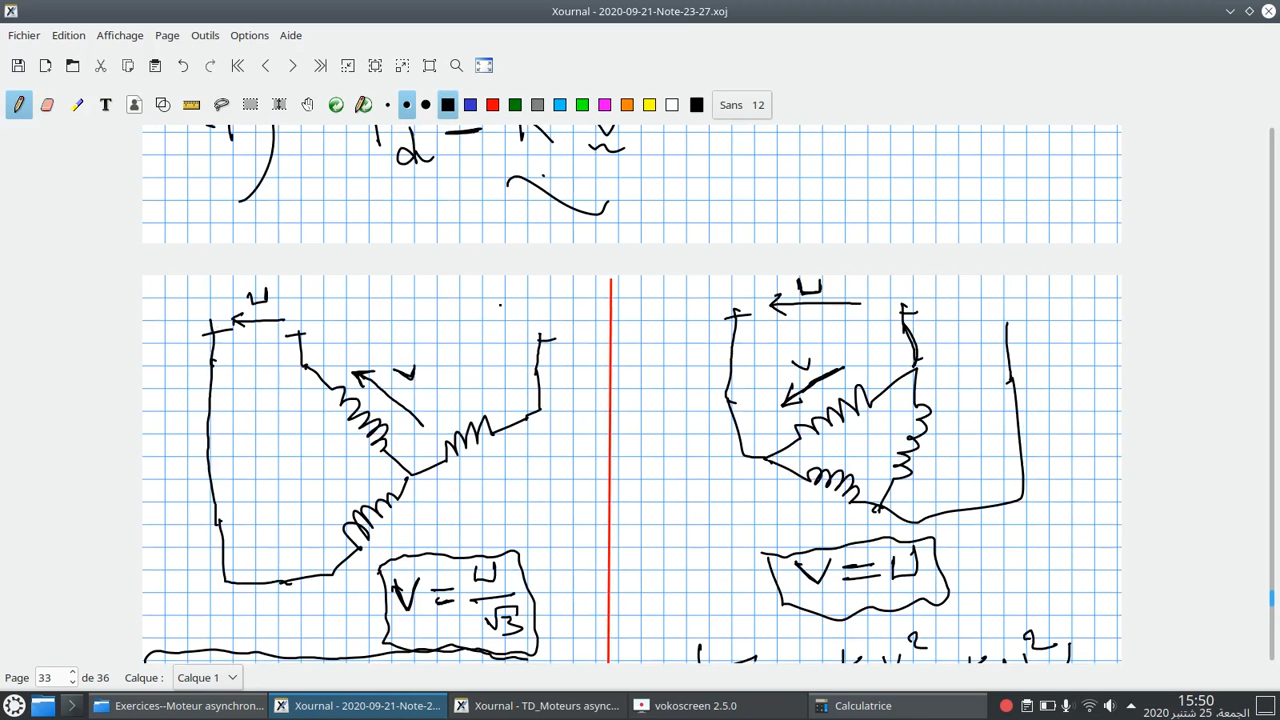 Xournal - 2020-09-21-Note-23-27.xoj
Fichier Edition Affichage Page Outils Options Aide
T
Sans 12
d = K V
U
U
V
V
V = U
√3
V = U
Page 33 de 36 Calque : Calque 1
Exercices--Moteur asynchron...
Xournal - 2020-09-21-Note-2...
Xournal - TD_Moteurs async...
vokoscreen 2.5.0
Calculatrice
15:50
الجمعة، 25 شتنبر 2020